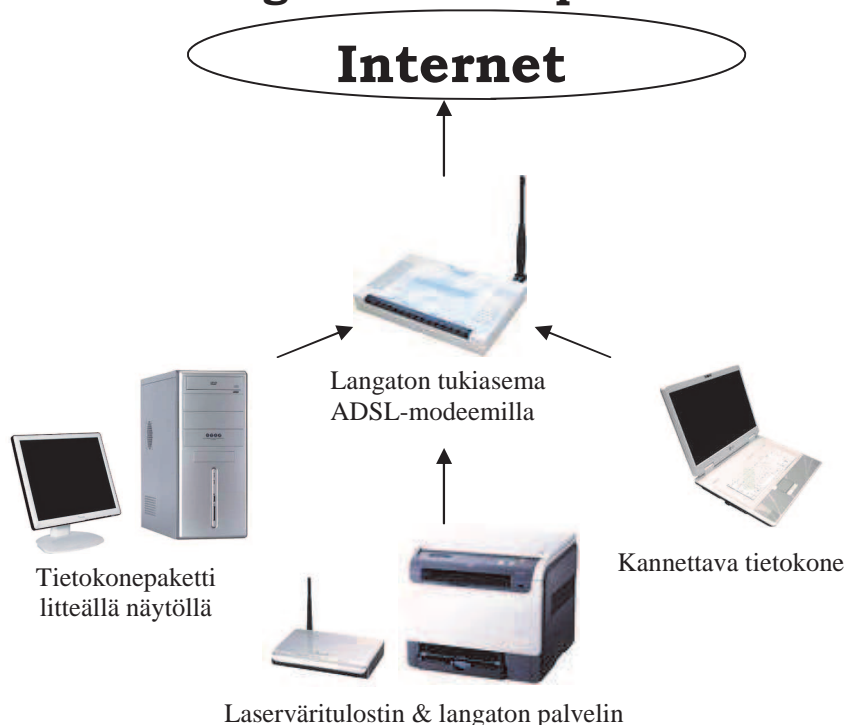 Internet
Langaton tukiasema
ADSL-modeemilla
Kannettava tietokone
Tietokonepaketti
litteällä näytöllä
Laserväritulostin & langaton palvelin